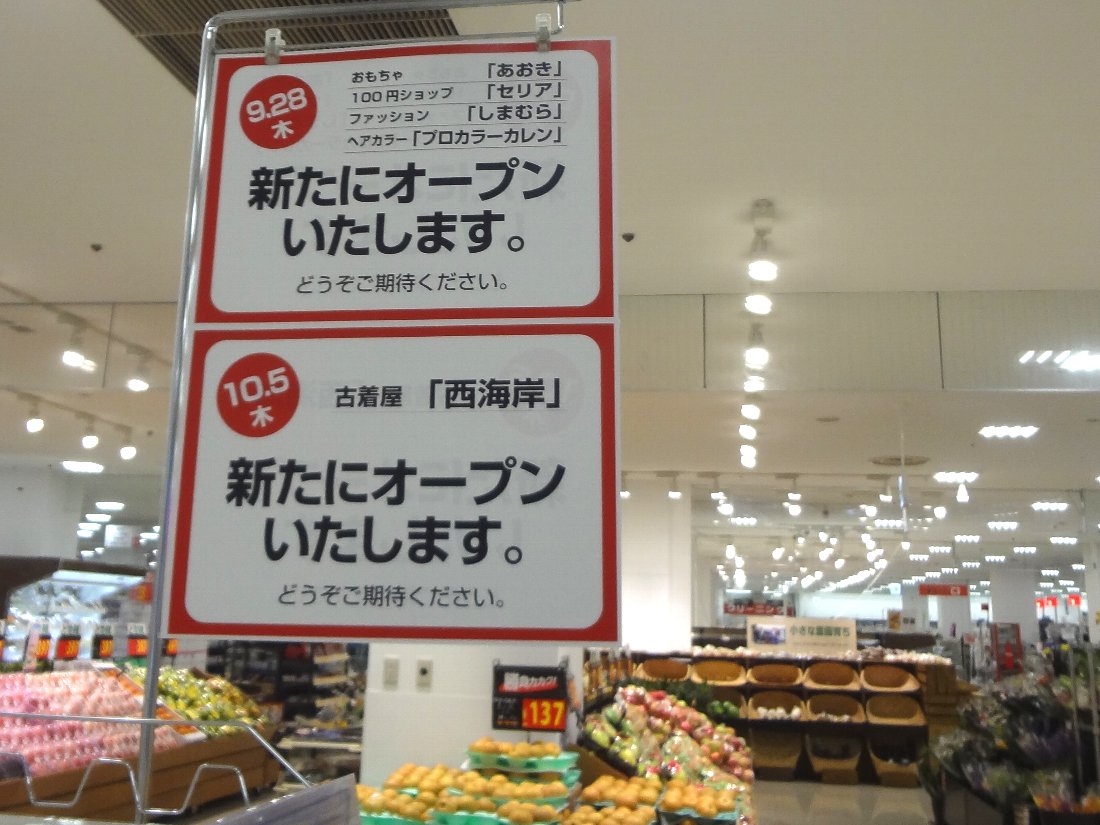 9.28
木
おもちゃ 「あおき」
100円ショップ 「セリア」
ファッション 「しまむら」
ヘアカラー「プロカラーカレン」
新たにオープン
いたします。
どうぞご期待ください。
10.5
木
古着屋 「西海岸」
新たにオープン
いたします。
どうぞご期待ください。
137